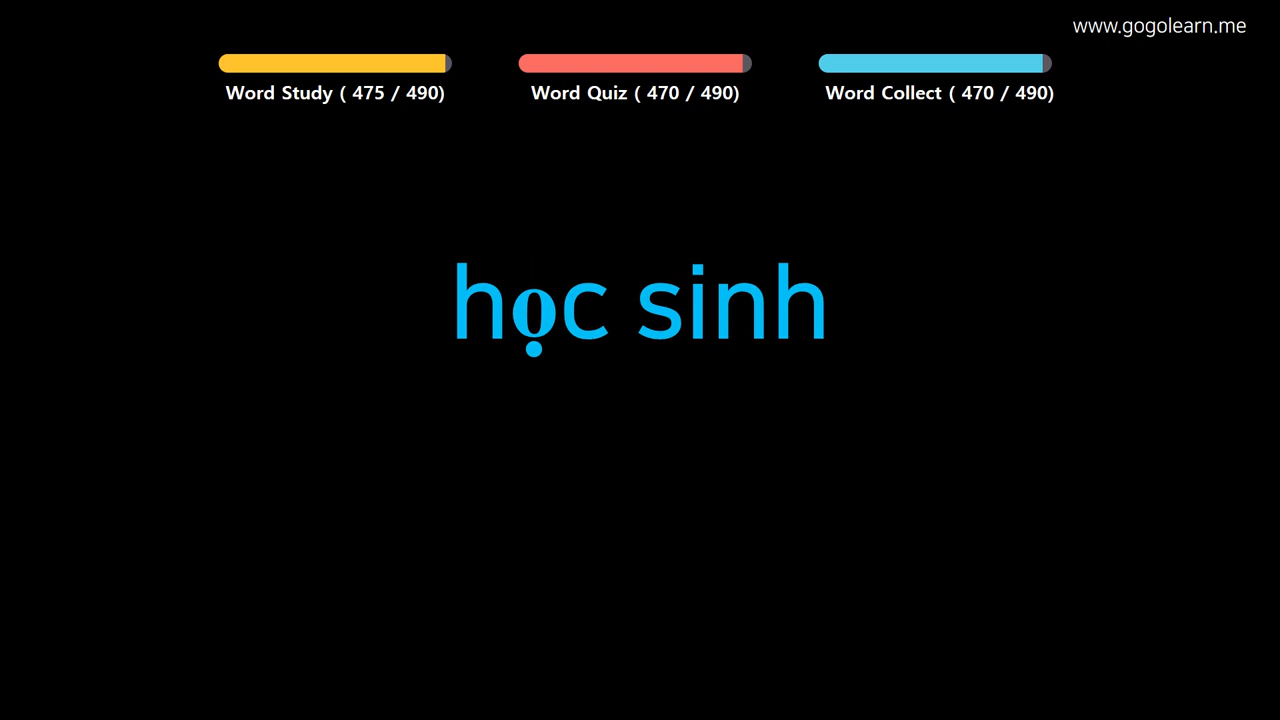 www.gogolearn.me
Word Study ( 475 / 490)
Word Quiz ( 470 / 490)
Word Collect ( 470 / 490)
học sinh